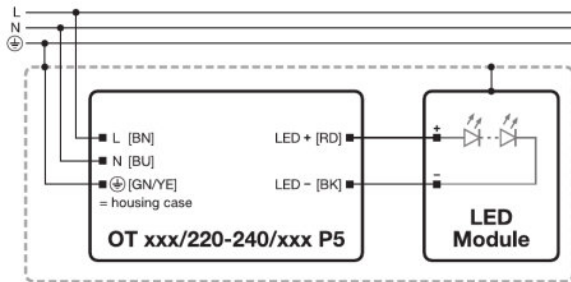 L
N
⏚
L [BN]
LED + [RD]
+
N [BU]
⏚ [GN/YE]
LED – [BK]
–
= housing case
OT xxx/220-240/xxx P5
LED
Module